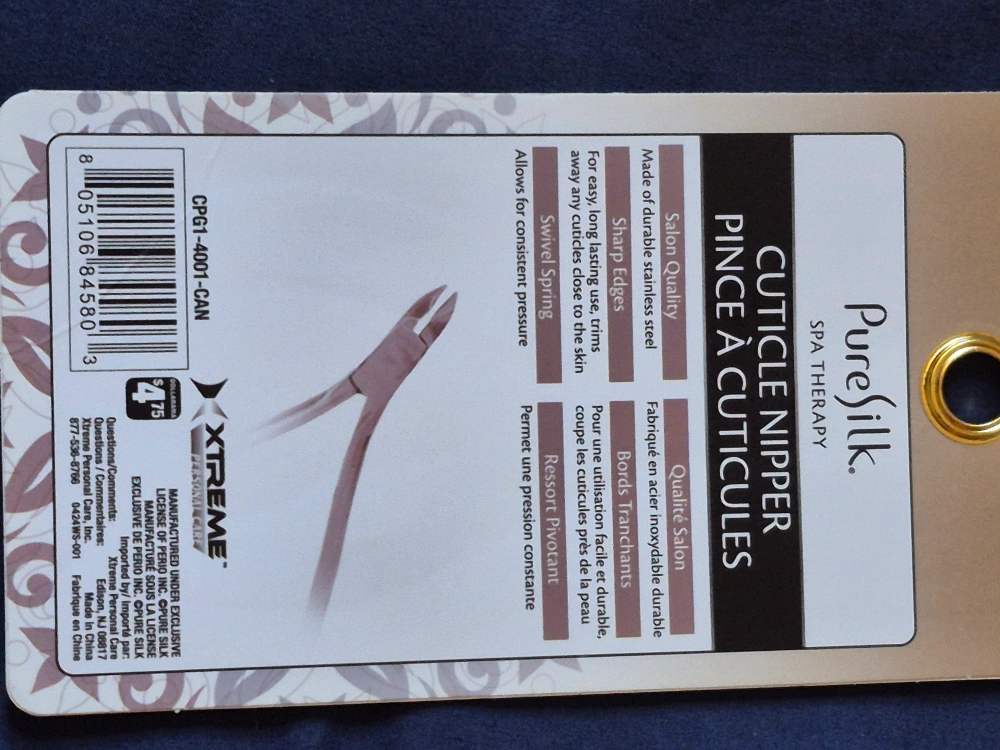 PureSilk.
SPA THERAPY
CUTICLE NIPPER
PINCE À CUTICULES
Salon Quality
Made of durable stainless steel
Sharp Edges
For easy, long lasting use, trims
away any cuticles close to the skin
Swivel Spring
Allows for consistent pressure
Qualité Salon
Fabriqué en acier inoxydable durable
Bords Tranchants
Pour une utilisation facile et durable,
coupe les cuticules près de la peau
Ressort Pivotant
Permet une pression constante
CPG1-4001-CAN
8 05106 84580 3
DOLLARAMA
$4.75
XTREME™
PERSONAL CARE
MANUFACTURED UNDER EXCLUSIVE
LICENSE OF PERIO INC. ©PURE SILK
MANUFACTURÉ SOUS LA LICENSE
EXCLUSIVE DE PERIO INC. ©PURE SILK
Questions/Comments:
Questions / Commentaires:
Xtreme Personal Care, Inc.
877-536-8766 0424WS-001
Imported by/ Importé par:
Xtreme Personal Care
Edison, NJ 08817
Made in China
Fabriqué en Chine